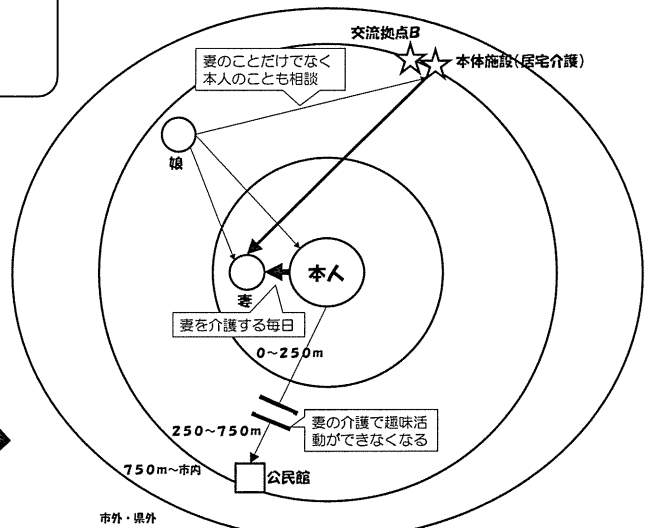 交流拠点B
本体施設(居宅介護)
妻のことだけでなく
本人のことも相談
娘
本人
妻
妻を介護する毎日
0～250m
妻の介護で趣味活
動ができなくなる
250～750m
750m～市内
公民館
市外・県外